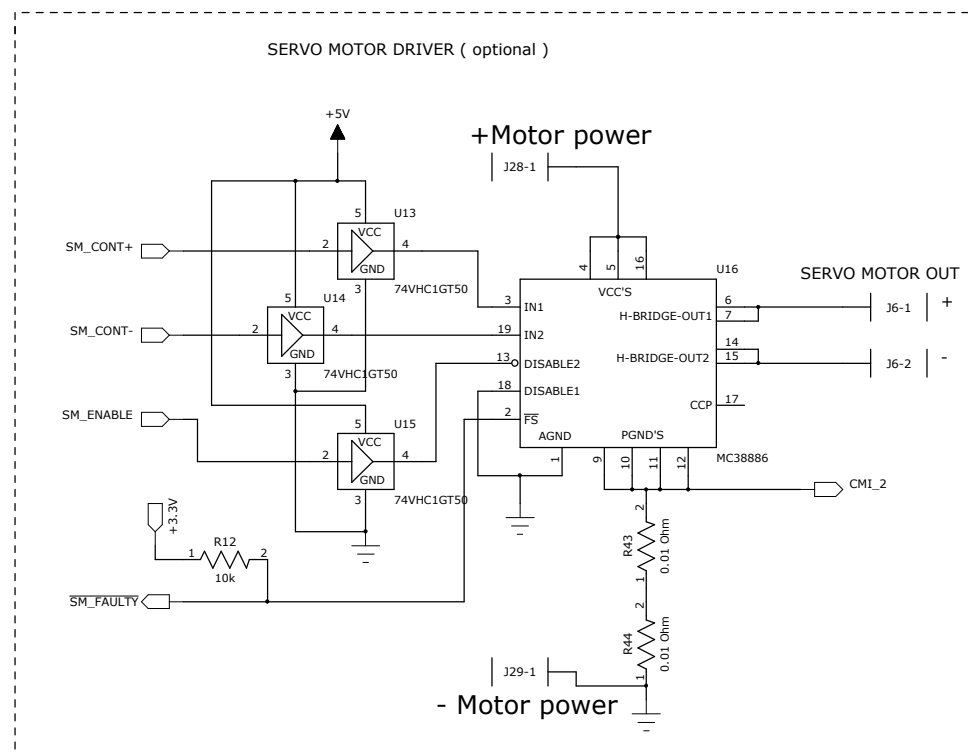 SERVO MOTOR DRIVER ( optional )
+5V
+Motor power
J28-1
5 U13
VCC
SM_CONT+ 2 4
GND
3 74VHC1GT50
4 5 16 U16
VCC'S
SERVO MOTOR OUT
6 J6-1 +
3 IN1 H-BRIDGE-OUT1
7
5 U14
VCC
SM_CONT- 2 4
GND
3 74VHC1GT50
19 IN2
14
H-BRIDGE-OUT2
15 J6-2 -
13 DISABLE2
18 DISABLE1
2 FS
CCP 17
AGND PGND'S
1 9 10 11 12 MC38886
SM_ENABLE
5 U15
VCC
2 4
GND
3 74VHC1GT50
CMI_2
+3.3V
R12
1 2
10k
SM_FAULTY
2
R43
0.01 Ohm
1
2
R44
0.01 Ohm
1
J29-1
- Motor power